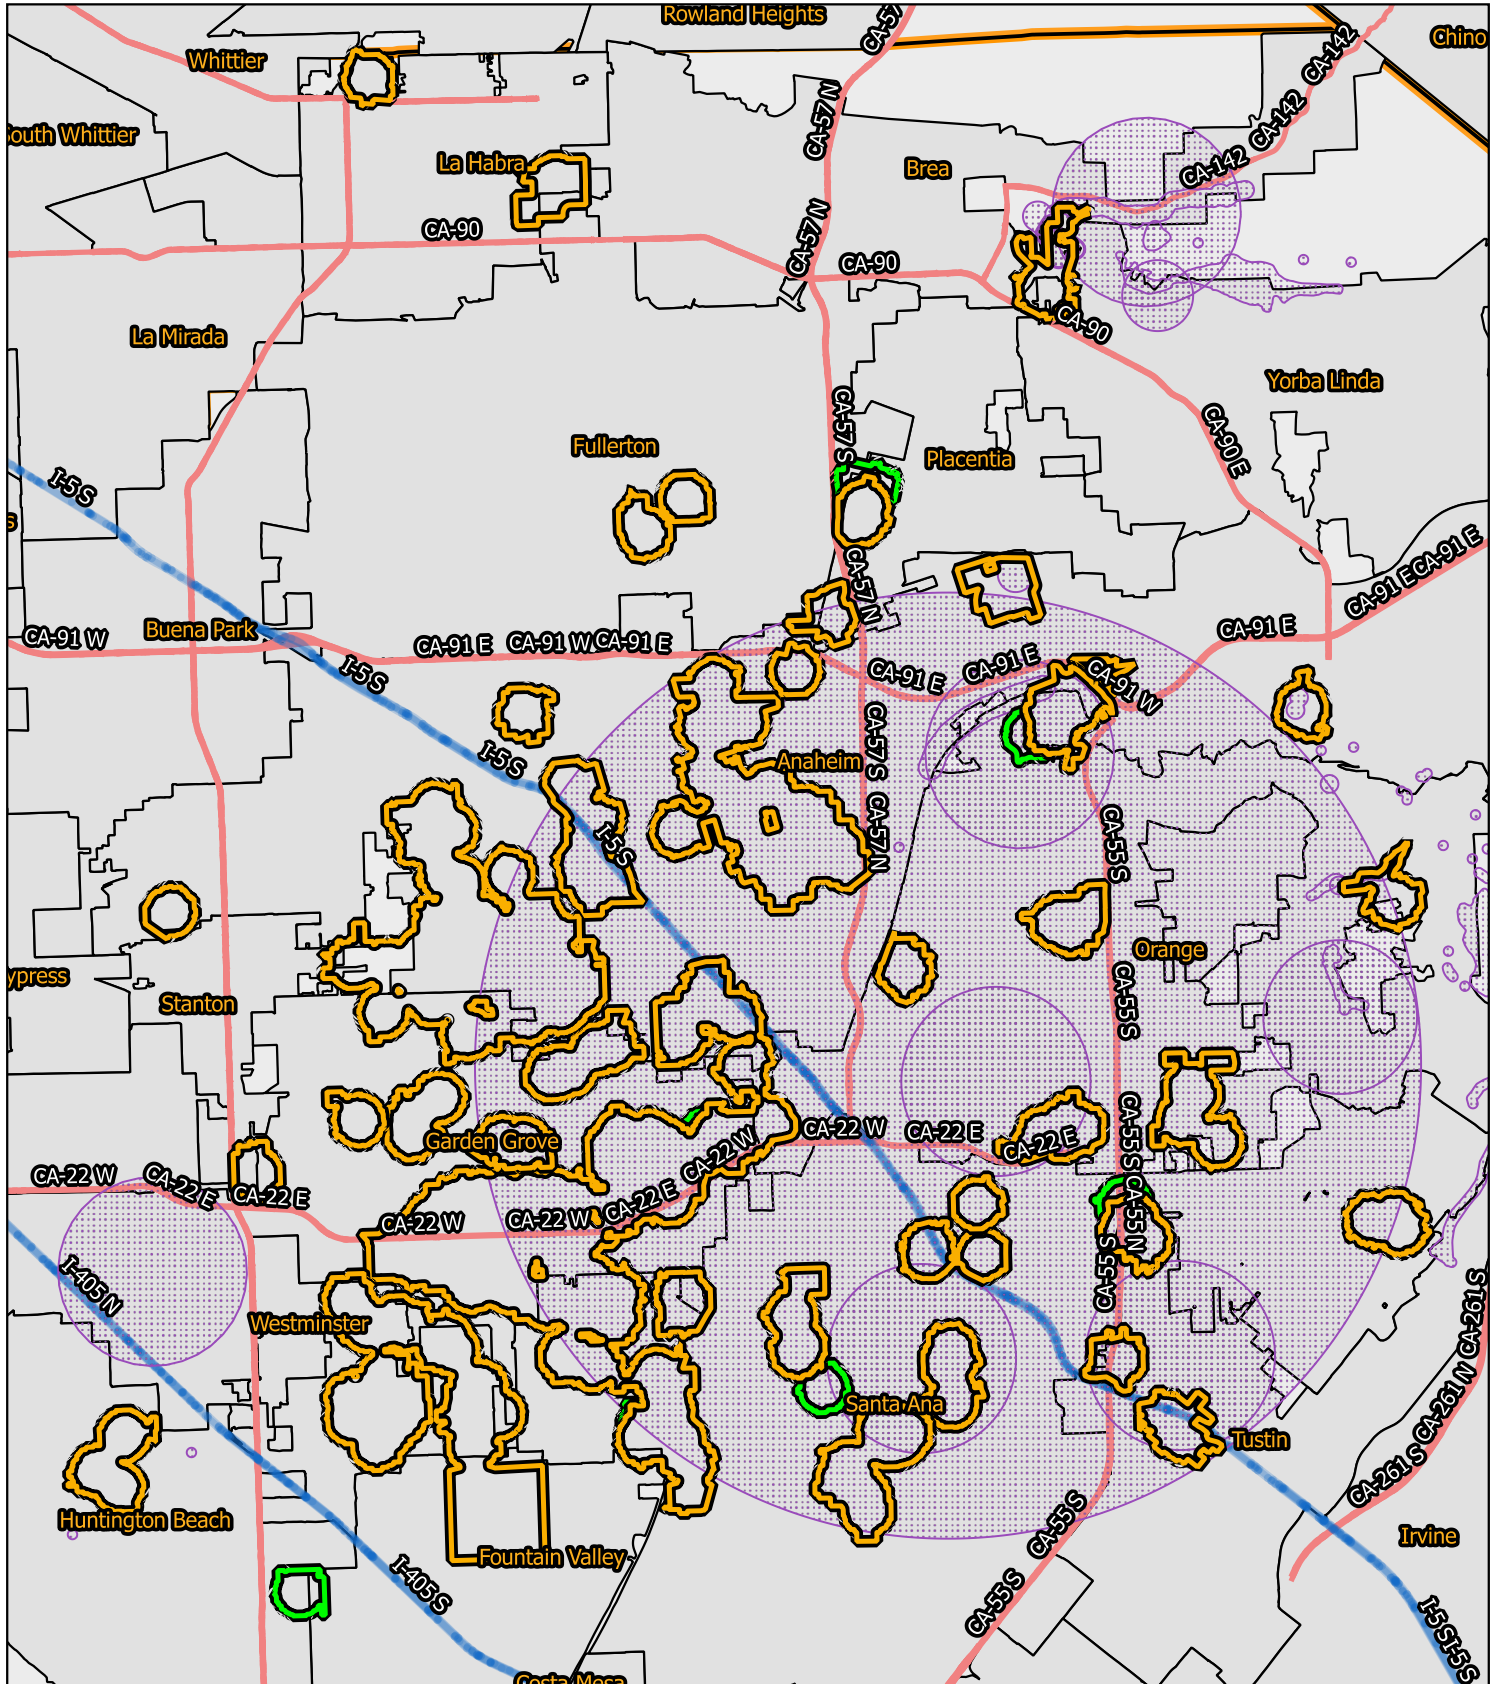 Rowland Heights
CA-57
Chino
CA-142
Whittier
CA-57 N
CA-142
South Whittier
La Habra
Brea
CA-142
CA-90
CA-57 N
CA-90
CA-90
La Mirada
Yorba Linda
CA-57 S
CA-90 E
Fullerton
Placentia
I-5 S
s
CA-57 N
CA-91 E
CA-91 E
Buena Park
CA-91 W
CA-91 E
CA-91 W
CA-91 E
CA-91 E
I-5 S
CA-91 E
CA-91 E
CA-91 W
CA-57 S
I-5 S
Anaheim
CA-57 N
I-5 S
CA-55 S
Orange
ypress
Stanton
CA-55 S
Garden Grove
CA-22 W
CA-22 W
CA-22 E
CA-22 E
CA-55 S
CA-22 W
CA-22 E
CA-22 E
CA-22 W
CA-22 W
CA-22 E
CA-55 N
CA-55 S
I-405 N
Westminster
CA-261 S
Santa Ana
CA-261 N
Tustin
CA-261 S
Huntington Beach
CA-55 S
Irvine
Fountain Valley
I-405 S
CA-55 S
I-5 S
I-5 S
Costa Mesa